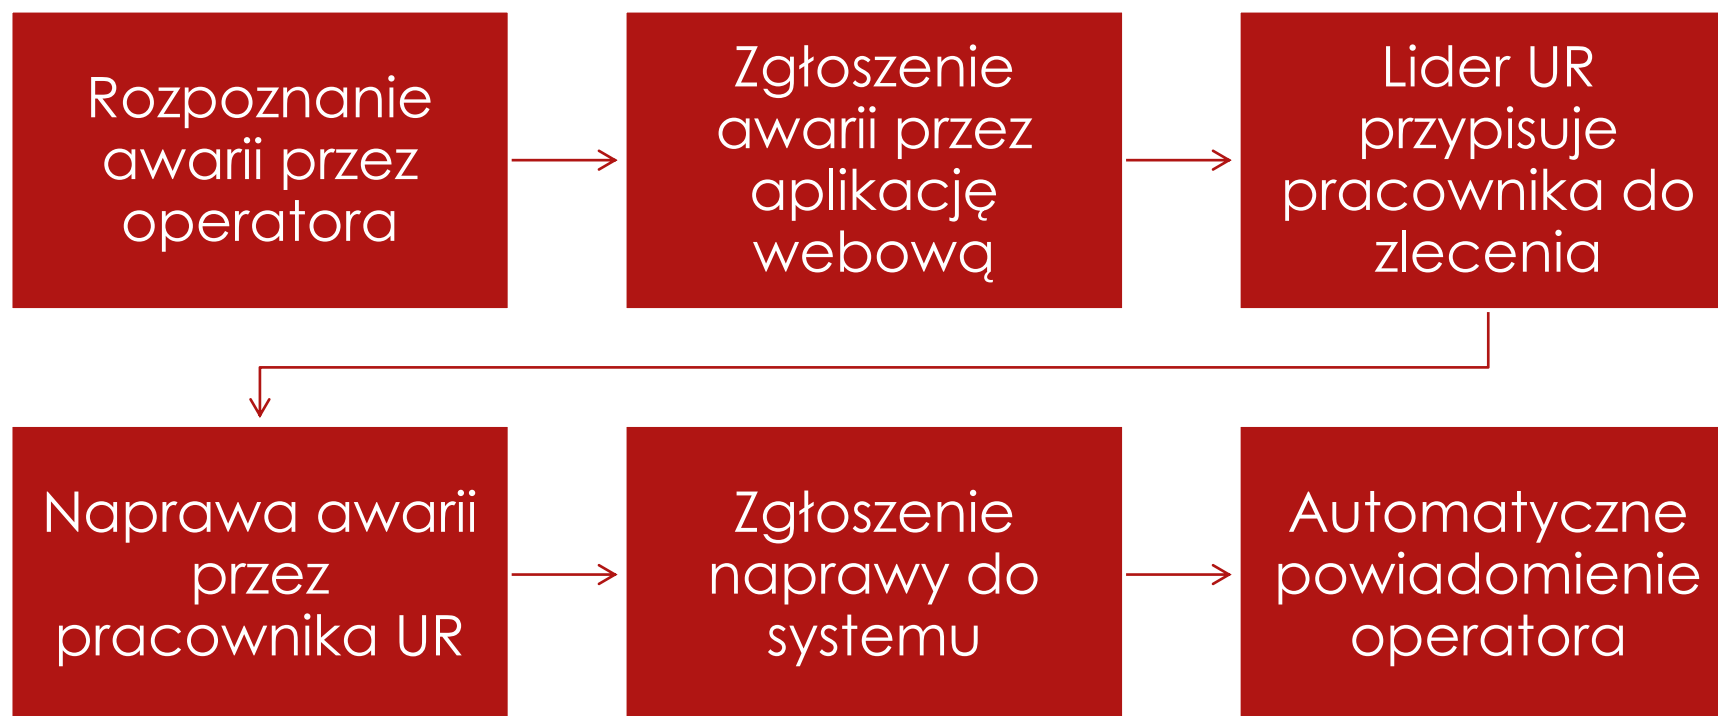 Rozpoznanie
awarii przez
operatora
Zgłoszenie
awarii przez
aplikację
webową
Lider UR
przypisuje
pracownika do
zlecenia
Naprawa awarii
przez
pracownika UR
Zgłoszenie
naprawy do
systemu
Automatyczne
powiadomienie
operatora